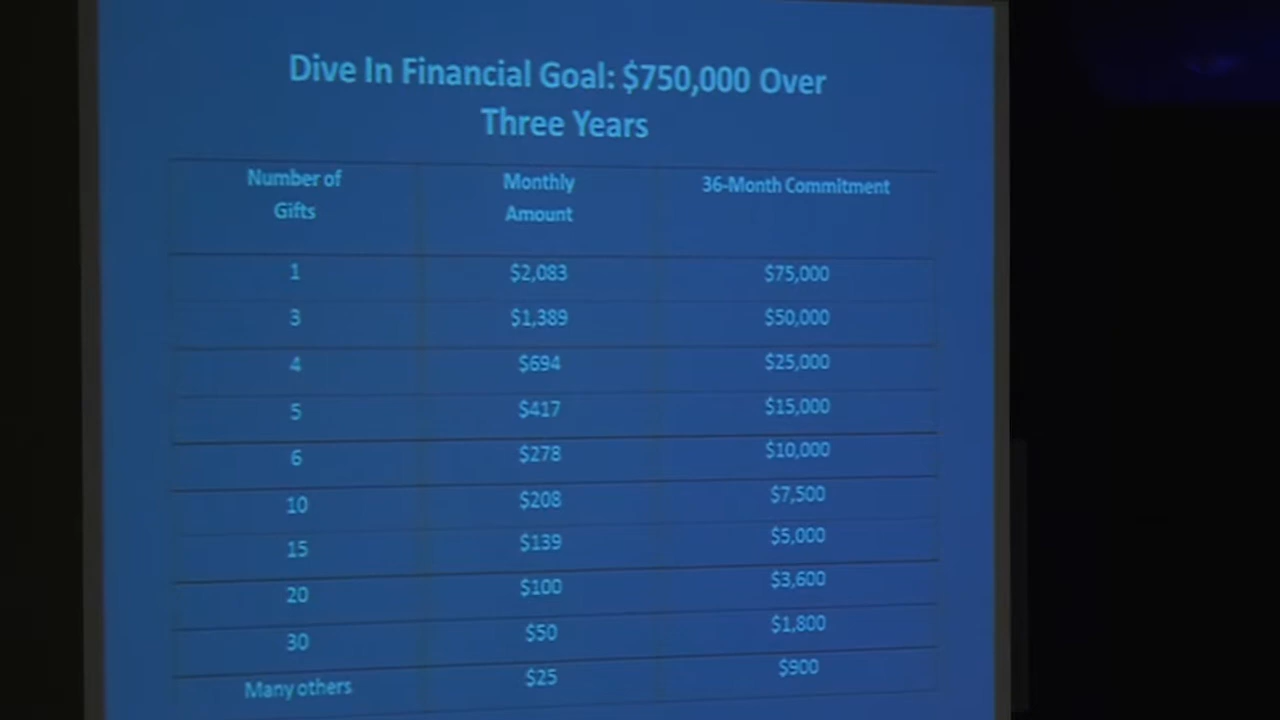 Dive In Financial Goal: $750,000 Over
Three Years
Number of Gifts Monthly Amount 36-Month Commitment
1 $2,083 $75,000
3 $1,389 $50,000
4 $694 $25,000
5 $417 $15,000
6 $278 $10,000
10 $208 $7,500
15 $139 $5,000
20 $100 $3,600
30 $50 $1,800
Many others $25 $900